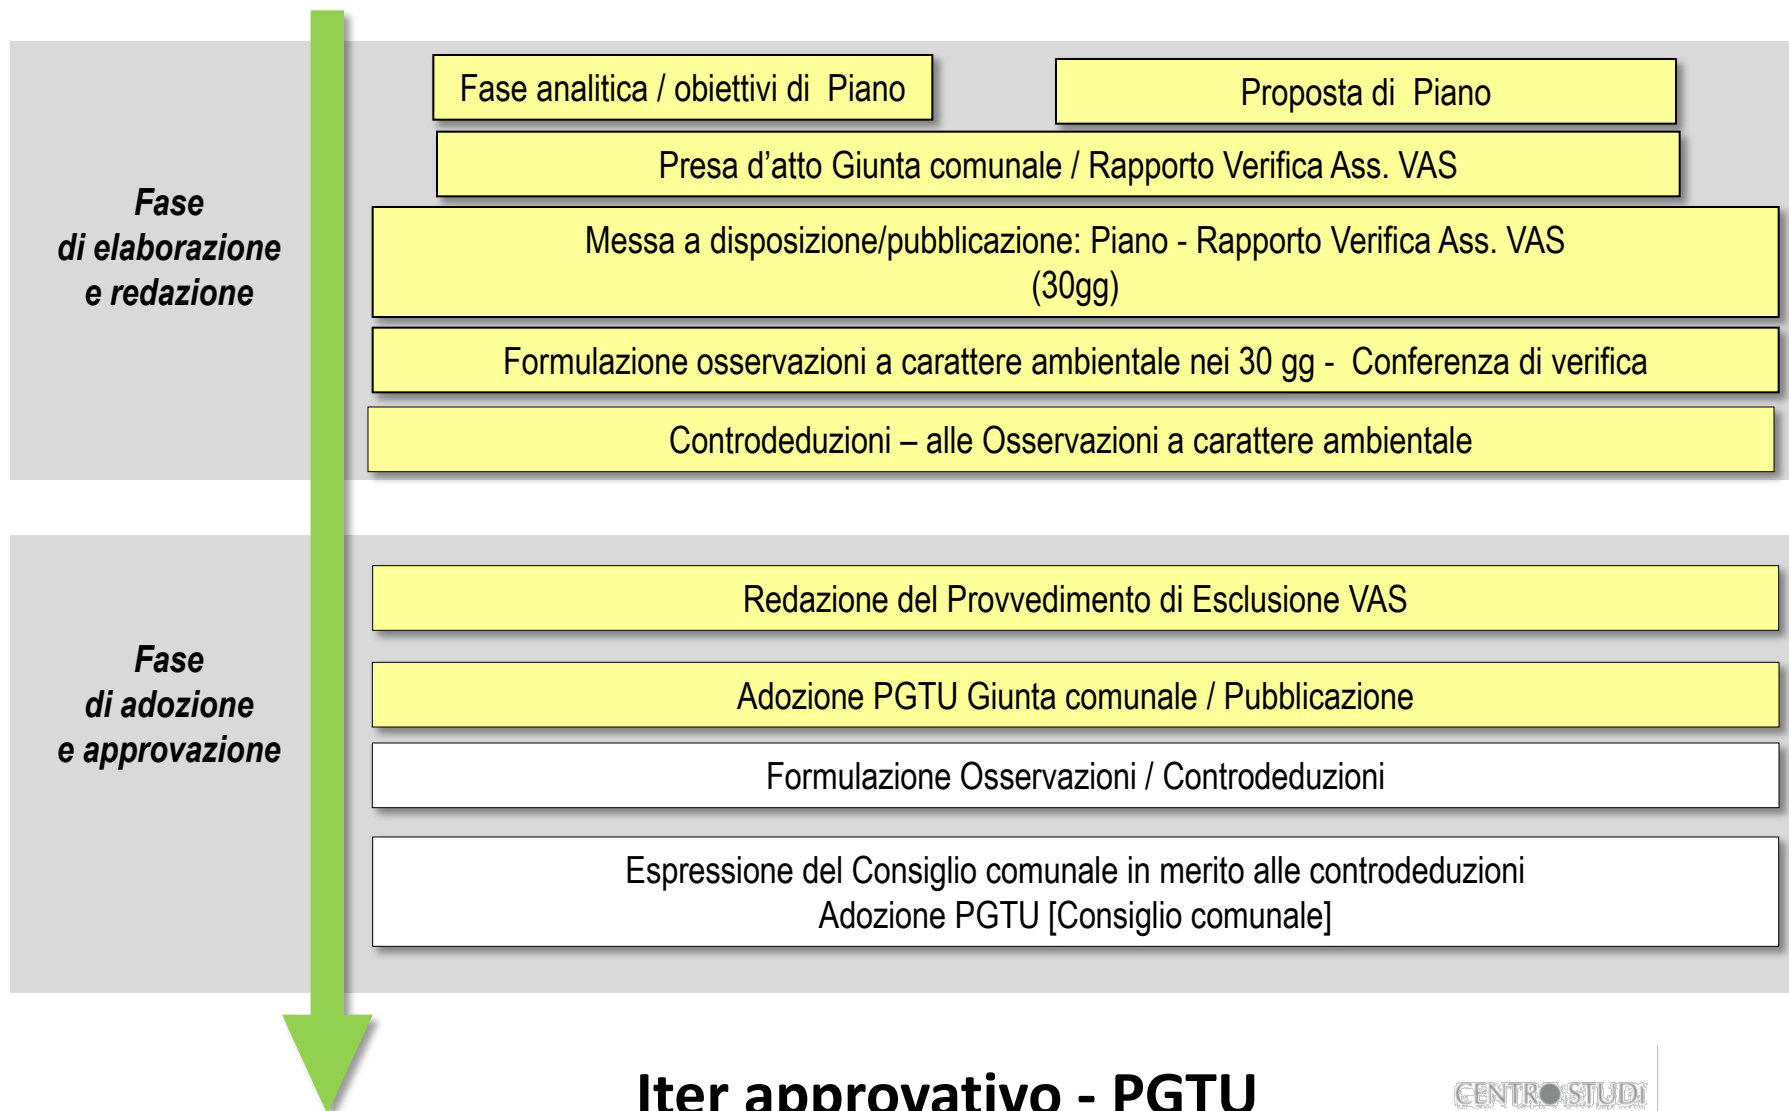 Fase analitica / obiettivi di Piano
Proposta di Piano
Presa d’atto Giunta comunale / Rapporto Verifica Ass. VAS
Fase
di elaborazione
e redazione
Messa a disposizione/pubblicazione: Piano - Rapporto Verifica Ass. VAS
(30gg)
Formulazione osservazioni a carattere ambientale nei 30 gg - Conferenza di verifica
Controdeduzioni – alle Osservazioni a carattere ambientale
Redazione del Provvedimento di Esclusione VAS
Fase
di adozione
e approvazione
Adozione PGTU Giunta comunale / Pubblicazione
Formulazione Osservazioni / Controdeduzioni
Espressione del Consiglio comunale in merito alle controdeduzioni
Adozione PGTU [Consiglio comunale]
Iter approvativo - PGTU
CENTRO STUDI